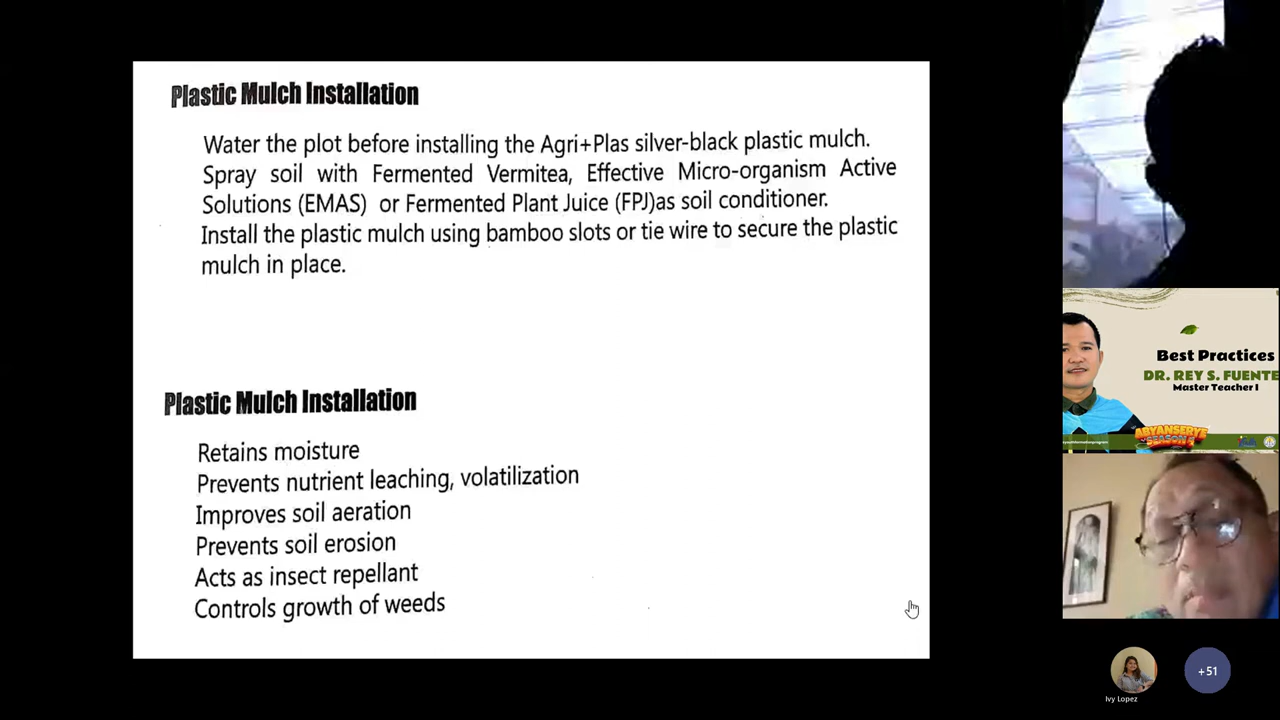 Plastic Mulch Installation
Water the plot before installing the Agri+Plas silver-black plastic mulch.
Spray soil with Fermented Vermitea, Effective Micro-organism Active
Solutions (EMAS) or Fermented Plant Juice (FPJ)as soil conditioner.
Install the plastic mulch using bamboo slots or tie wire to secure the plastic
mulch in place.
Plastic Mulch Installation
Retains moisture
Prevents nutrient leaching, volatilization
Improves soil aeration
Prevents soil erosion
Acts as insect repellant
Controls growth of weeds
Best Practices
DR. REY S. FUENTE
Master Teacher I
ABYANSERYE
SEASON
Ivy Lopez
+51